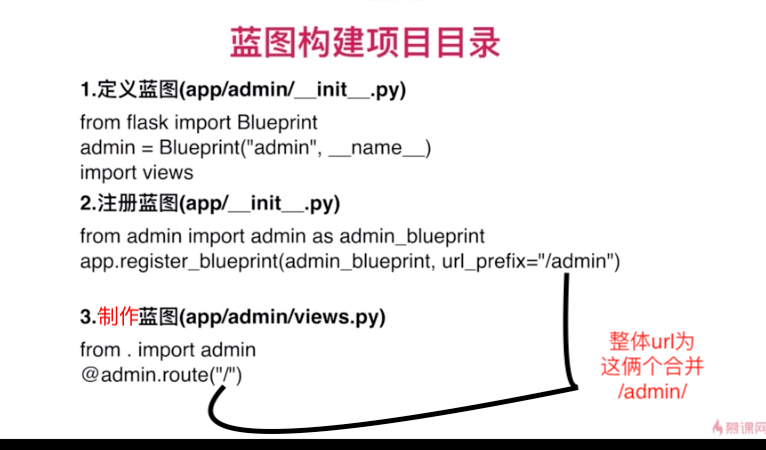 蓝图构建项目目录
1.定义蓝图(app/admin/__init__.py)
from flask import Blueprint
admin = Blueprint("admin", __name__)
import views
2.注册蓝图(app/__init__.py)
from admin import admin as admin_blueprint
app.register_blueprint(admin_blueprint, url_prefix="/admin")
3.制作蓝图(app/admin/views.py)
from . import admin
@admin.route("/")
整体url为
这俩个合并
/admin/
慕课网